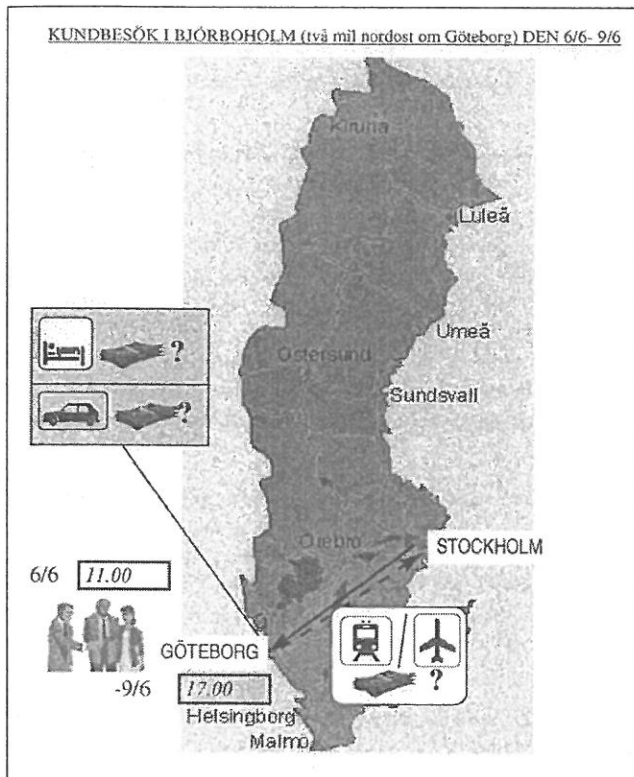 KUNDBESÖK I BJÖRBOHOLM (två mil nordost om Göteborg) DEN 6/6- 9/6
Kiruna
Luleå
Umeå
?
Östersund
?
Sundsvall
Örebro
STOCKHOLM
6/6 11.00
GÖTEBORG
/
?
-9/6 17.00
Helsingborg
Malmö